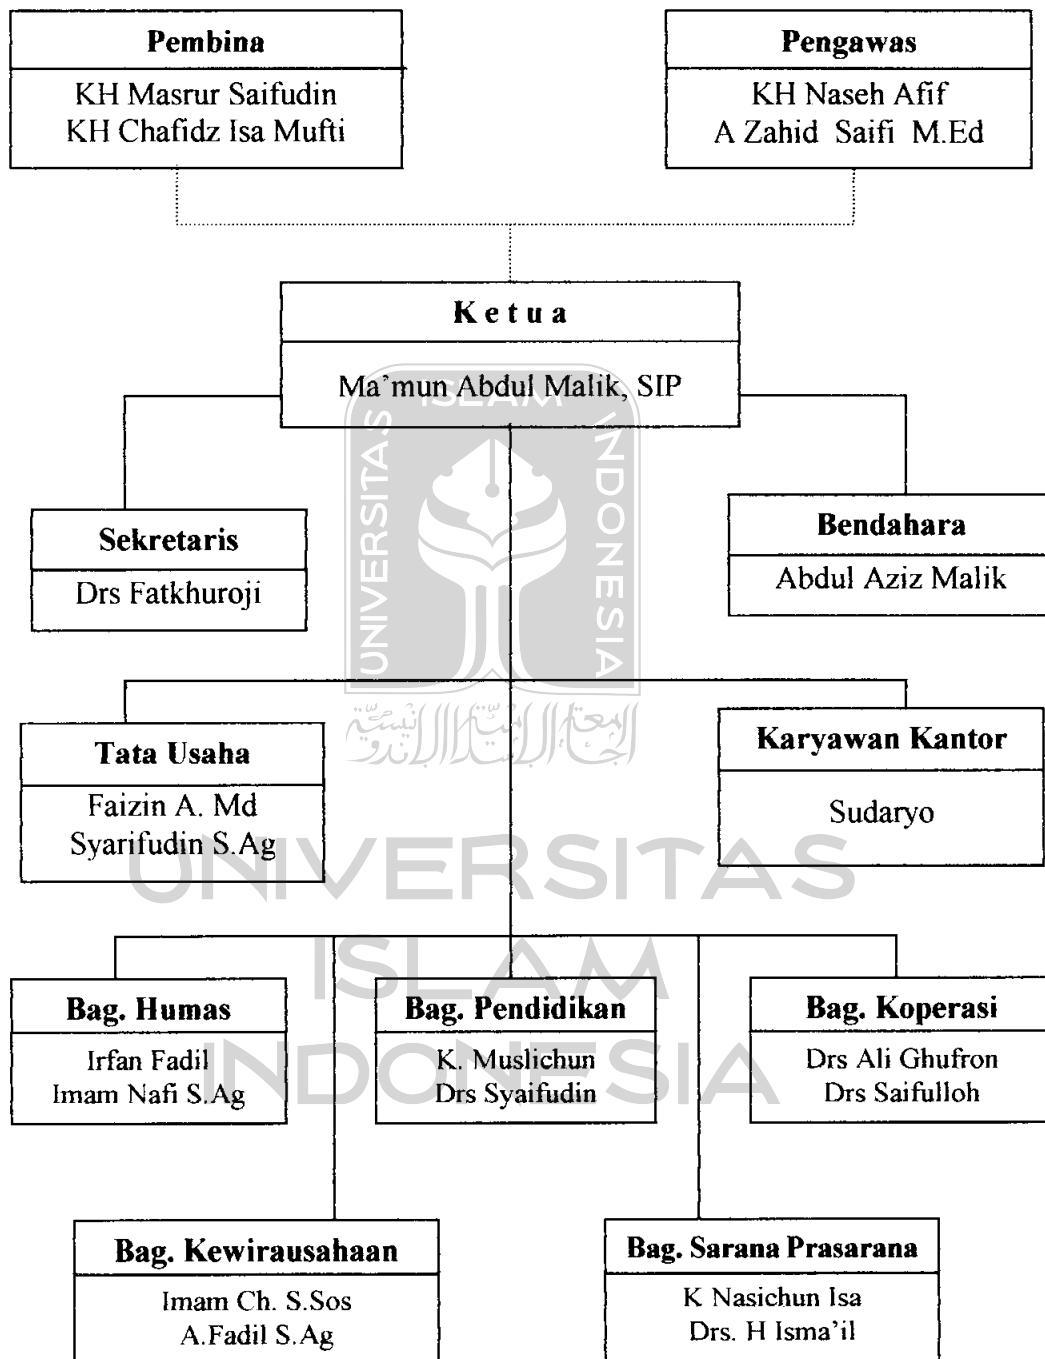 Pembina
KH Masrur Saifudin
KH Chafidz Isa Mufti
Pengawas
KH Naseh Afif
A Zahid Saifi M.Ed
Ketua
Ma'mun Abdul Malik, SIP
Sekretaris
Drs Fatkhuroji
Bendahara
Abdul Aziz Malik
Tata Usaha
Faizin A. Md
Syarifudin S.Ag
Karyawan Kantor
Sudaryo
Bag. Humas
Irfan Fadil
Imam Nafi S.Ag
Bag. Pendidikan
K. Muslichun
Drs Syaifudin
Bag. Koperasi
Drs Ali Ghufron
Drs Saifulloh
Bag. Kewirausahaan
Imam Ch. S.Sos
A.Fadil S.Ag
Bag. Sarana Prasarana
K Nasichun Isa
Drs. H Isma'il
UNIVERSITAS
ISLAM
INDONESIA
UNIVERSITAS
ISLAM
INDONESIA